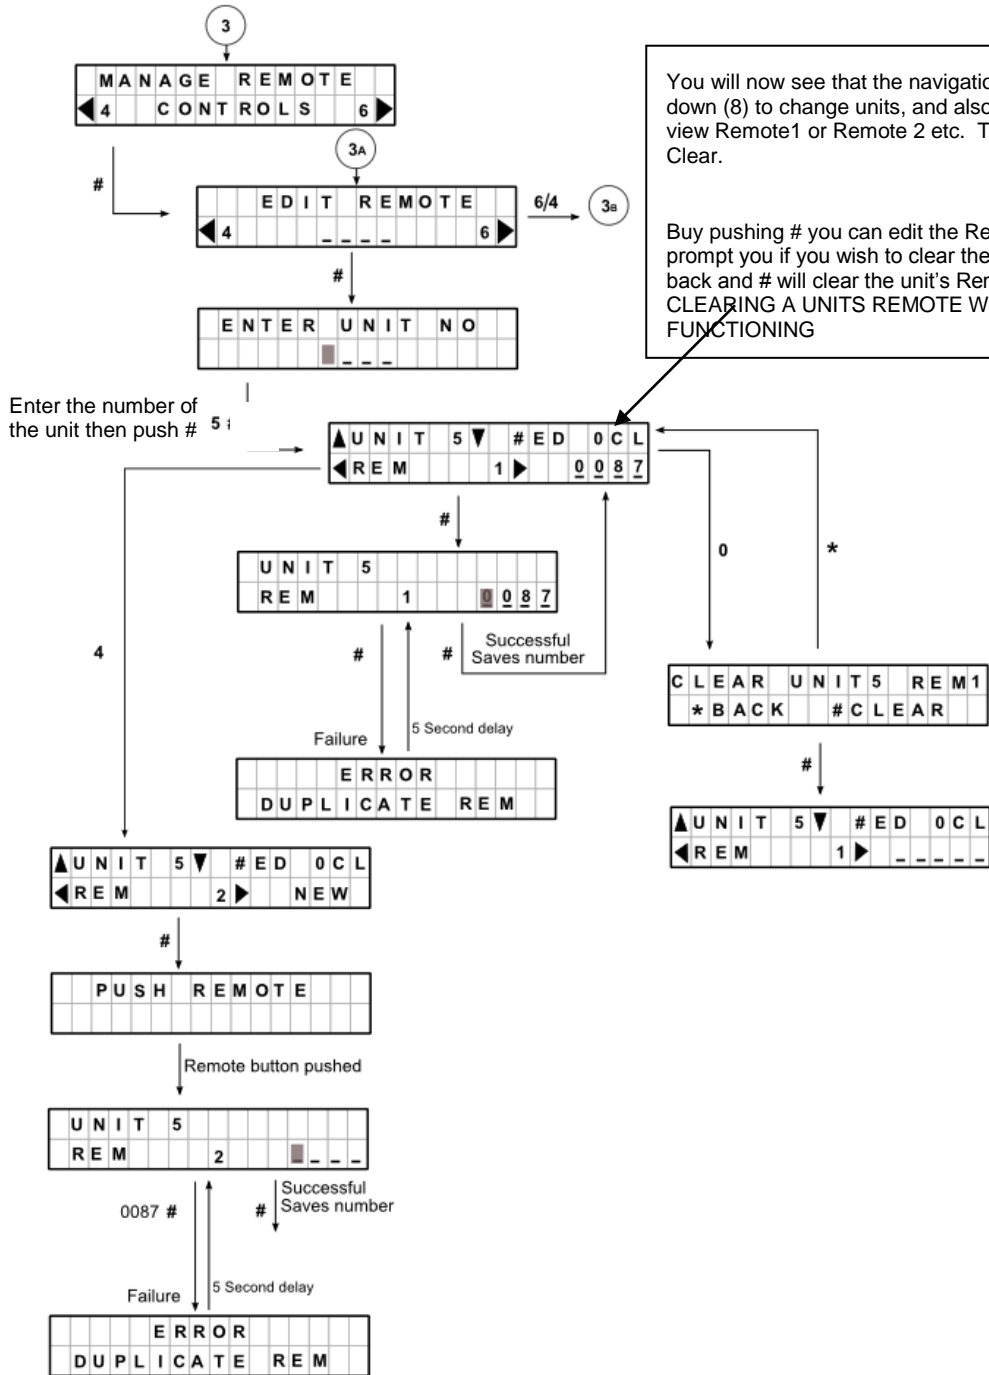 3
MANAGE REMOTE
4 CONTROLS 6
#
3A
EDIT REMOTE
4 _ _ _ _ 6
6/4
3B
#
ENTER UNIT NO
_ _ _
You will now see that the navigatio
down (8) to change units, and also
view Remote1 or Remote 2 etc. T
Clear.
Buy pushing # you can edit the Re
prompt you if you wish to clear the
back and # will clear the unit's Rem
CLEARING A UNITS REMOTE W
FUNCTIONING
Enter the number of
the unit then push #
5 #
UNIT 5 #ED 0CL
REM 1 0087
#
UNIT 5
REM 1 0087
4
#
#
Successful
Saves number
0
*
Failure
5 Second delay
ERROR
DUPLICATE REM
CLEAR UNIT5 REM1
*BACK #CLEAR
#
UNIT 5 #ED 0CL
REM 1 _ _ _ _ _
UNIT 5 #ED 0CL
REM 2 NEW
#
PUSH REMOTE
Remote button pushed
UNIT 5
REM 2 _ _ _ _
0087 #
#
Successful
Saves number
Failure
5 Second delay
ERROR
DUPLICATE REM